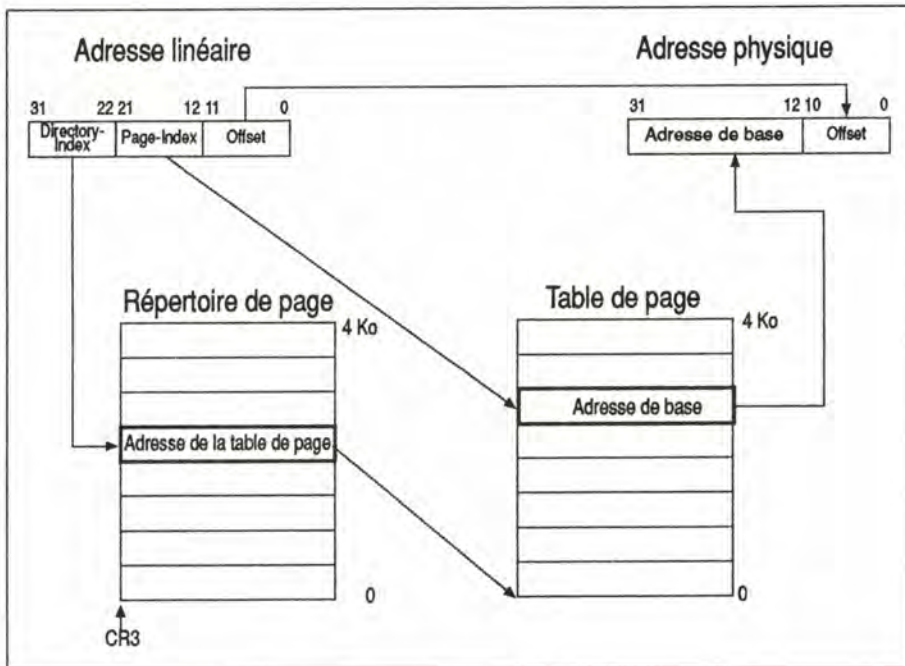 Adresse linéaire
Adresse physique
31 22 21 12 11 0
31 12 10 0
Directory-
Index
Page-Index
Offset
Adresse de base
Offset
Répertoire de page
Table de page
4 Ko
4 Ko
Adresse de base
Adresse de la table de page
0
0
CR3